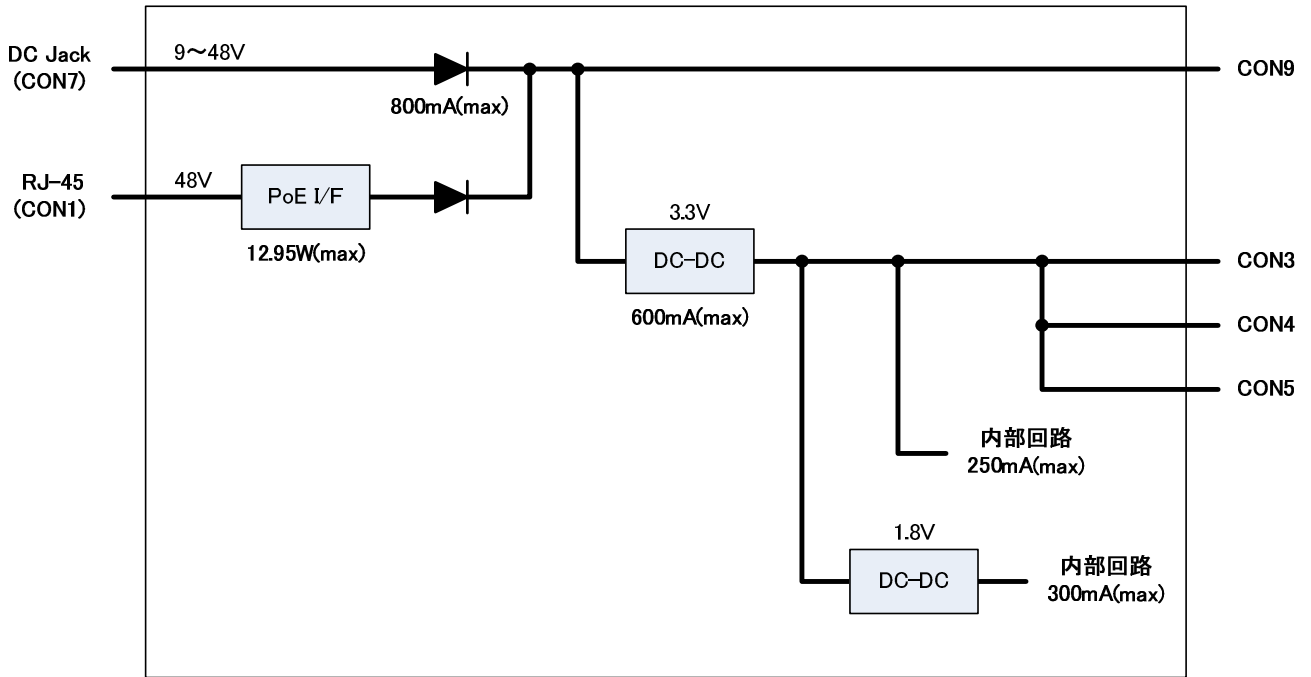 DC Jack
(CON7)
9～48V
800mA(max)
CON9
RJ-45
(CON1)
48V
PoE I/F
12.95W(max)
3.3V
DC-DC
600mA(max)
CON3
CON4
CON5
内部回路
250mA(max)
1.8V
DC-DC
内部回路
300mA(max)